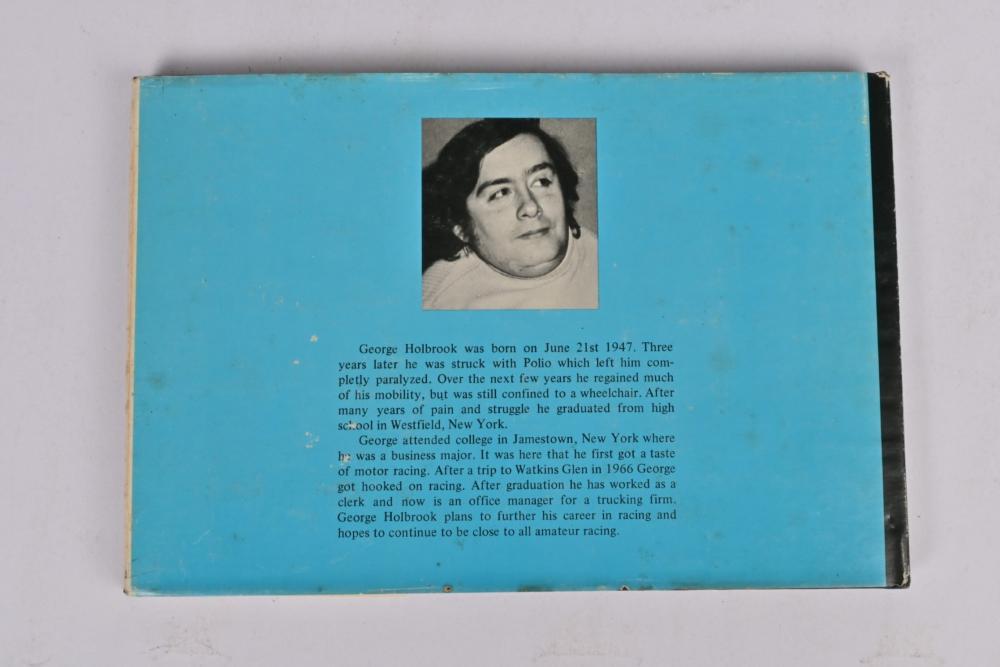 George Holbrook was born on June 21st 1947. Three
years later he was struck with Polio which left him com-
pletly paralyzed. Over the next few years he regained much
of his mobility, but was still confined to a wheelchair. After
many years of pain and struggle he graduated from high
school in Westfield, New York.
George attended college in Jamestown, New York where
he was a business major. It was here that he first got a taste
of motor racing. After a trip to Watkins Glen in 1966 George
got hooked on racing. After graduation he has worked as a
clerk and now is an office manager for a trucking firm.
George Holbrook plans to further his career in racing and
hopes to continue to be close to all amateur racing.